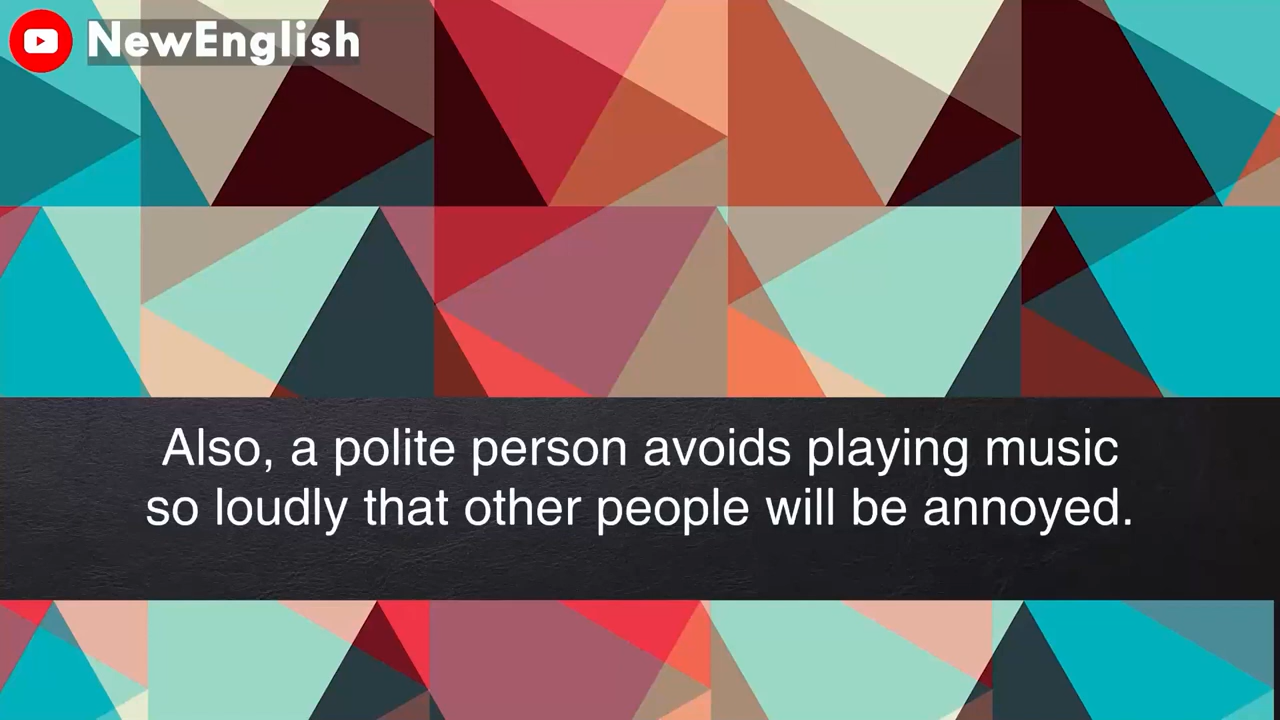 NewEnglish
Also, a polite person avoids playing music
so loudly that other people will be annoyed.